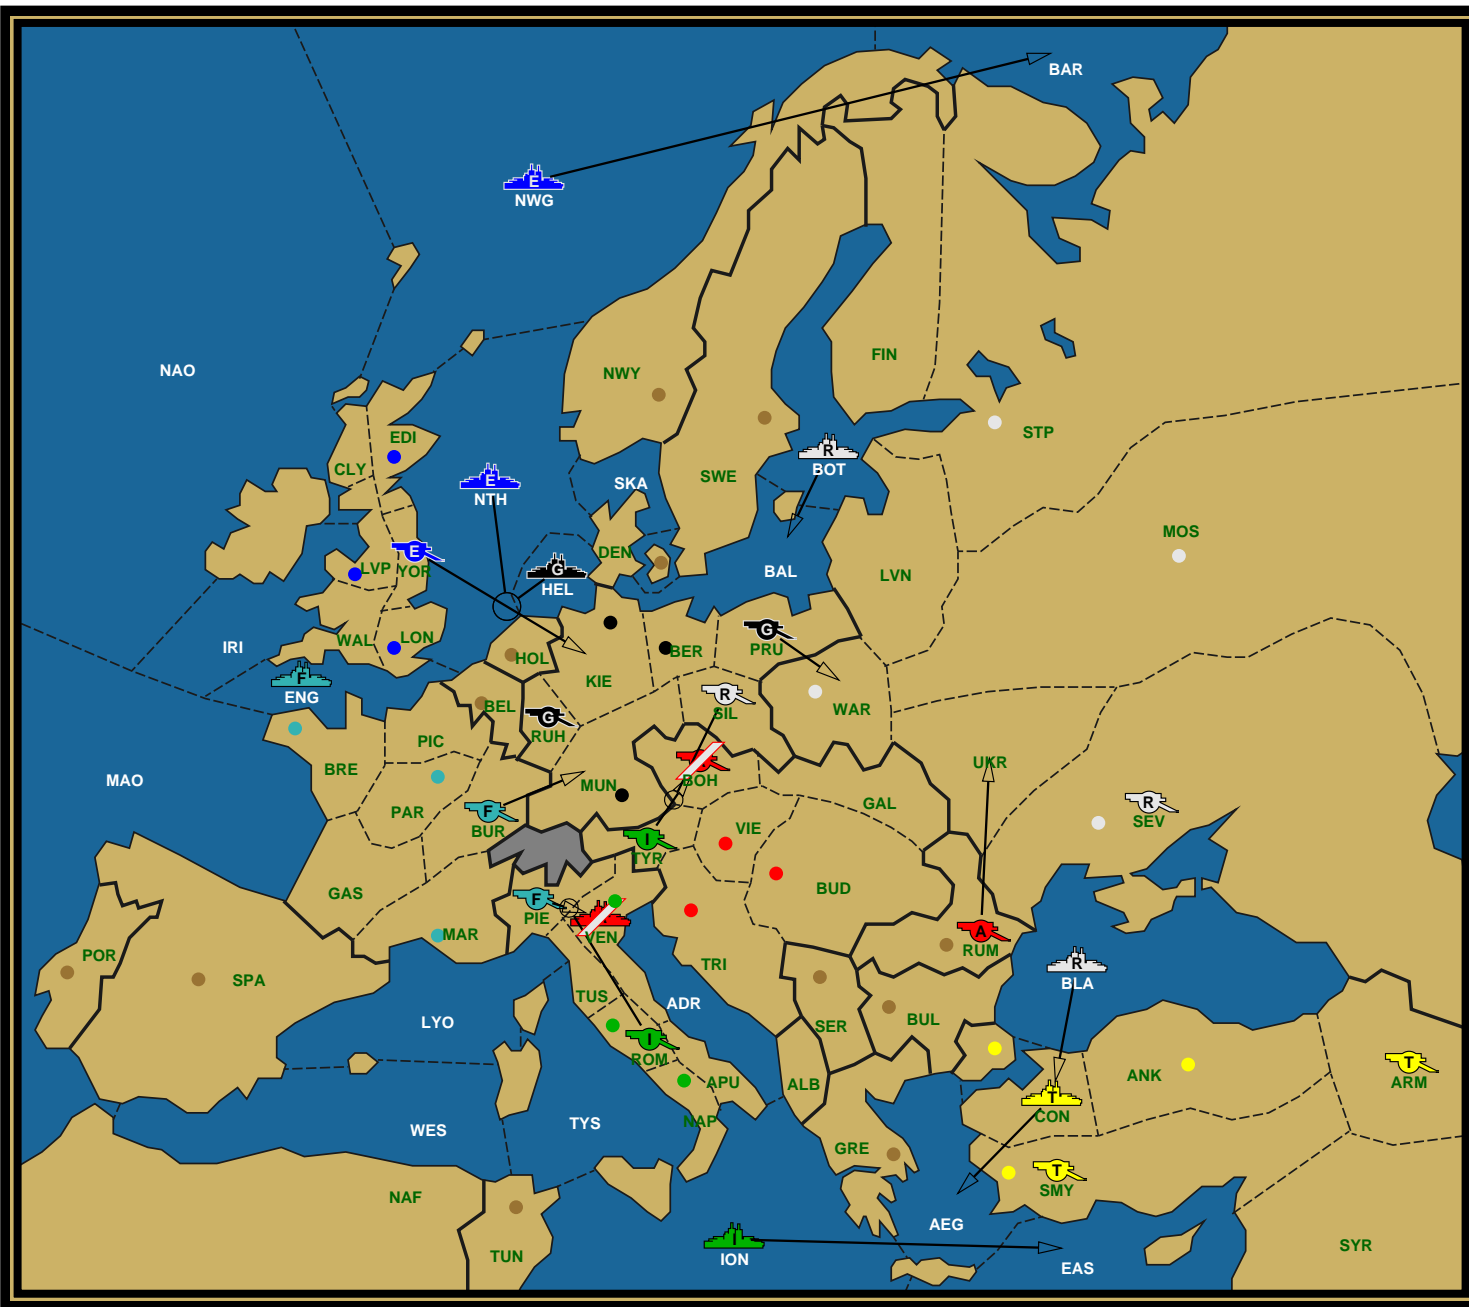 BAR
E
NWG
NAO
FIN
NWY
EDI
STP
R
CLY
E
SWE
BOT
SKA
NTH
MOS
E
DEN
LVP
YOR
G
HEL
BAL
LVN
G
WAL
LON
IRI
HOL
BER
PRU
F
KIE
ENG
R
BEL
SIL
WAR
G
RUH
PIC
BRE
UKR
MAO
BOH
MUN
R
SEV
GAL
PAR
F
BUR
VIE
I
TYR
BUD
GAS
F
PIE
A
VEN
RUM
MAR
POR
TRI
R
SPA
BLA
TUS
ADR
LYO
SER
BUL
I
ROM
T
ARM
ANK
APU
ALB
T
CON
NAP
WES
TYS
GRE
T
SMY
NAF
AEG
I
ION
TUN
EAS
SYR